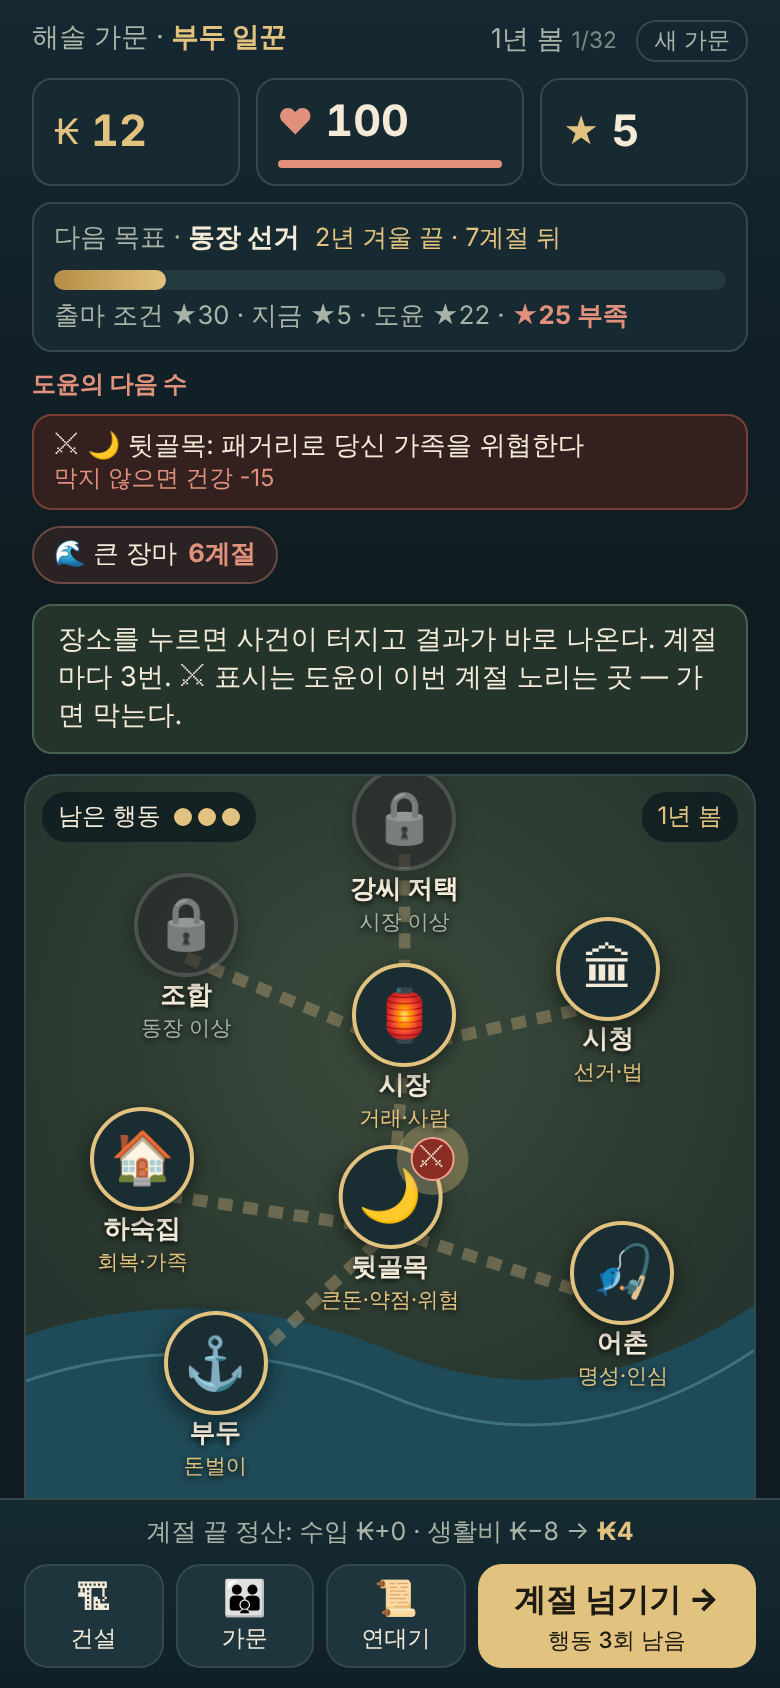 해솔 가문 · 부두 일꾼
1년 봄 1/32
새 가문
₭ 12
♥ 100
★ 5
다음 목표 · 동장 선거 2년 겨울 끝 · 7계절 뒤
출마 조건 ★30 · 지금 ★5 · 도윤 ★22 · ★25 부족
도윤의 다음 수
⚔ 🌙 뒷골목: 패거리로 당신 가족을 위협한다
막지 않으면 건강 -15
🌊 큰 장마 6계절
장소를 누르면 사건이 터지고 결과가 바로 나온다. 계절
마다 3번. ⚔ 표시는 도윤이 이번 계절 노리는 곳 — 가
면 막는다.
남은 행동
1년 봄
강씨 저택
시장 이상
조합
동장 이상
시청
선거·법
시장
거래·사람
하숙집
회복·가족
뒷골목
큰돈·약점·위험
어촌
명성·인심
부두
돈벌이
계절 끝 정산: 수입 ₭+0 · 생활비 ₭−8 → ₭4
건설
가문
연대기
계절 넘기기 →
행동 3회 남음